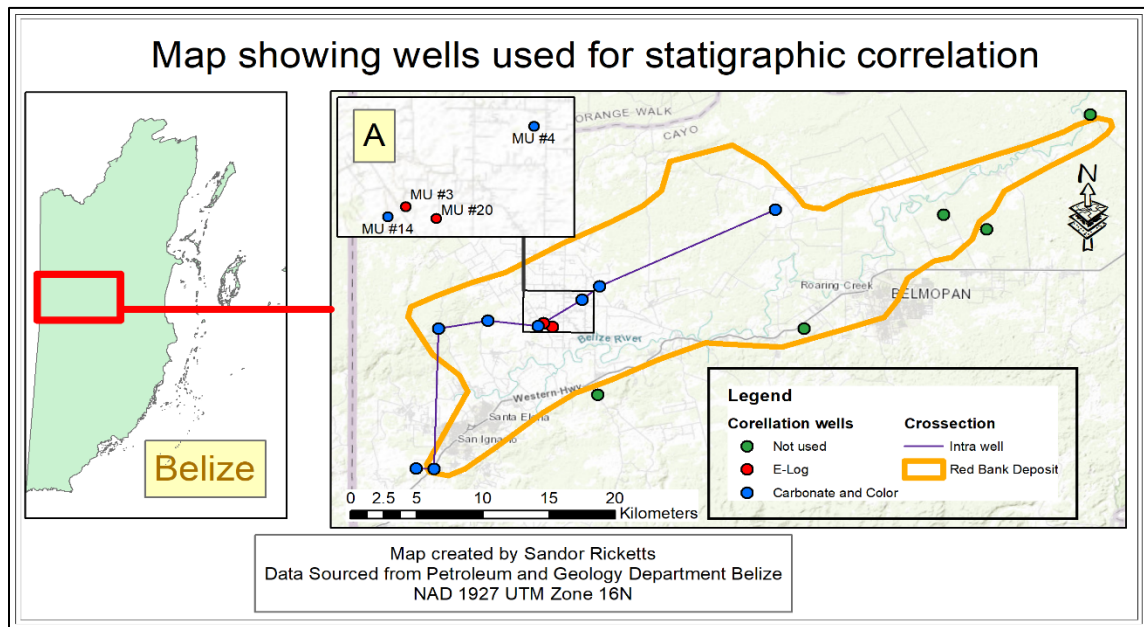 Map showing wells used for statigraphic correlation
A
MU #4
MU #3
MU #20
MU #14
ORANGE WALK
CAYO
N
Roaring Creek
BELMOPAN
Belize River
Western Hwy
Santa Elena
San Ignacio
Belize
Legend
Corellation wells
Not used
E-Log
Carbonate and Color
Crossection
Intra well
Red Bank Deposit
0 2.5 5 10 15 20
Kilometers
Map created by Sandor Ricketts
Data Sourced from Petroleum and Geology Department Belize
NAD 1927 UTM Zone 16N